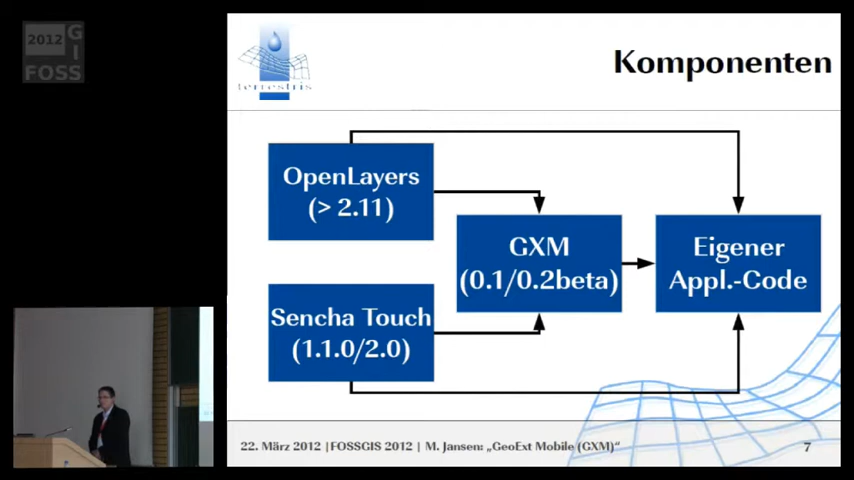 2012
G
I
FOSS
terrestris
Komponenten
OpenLayers
(> 2.11)
GXM
(0.1/0.2beta)
Eigener
Appl.-Code
Sencha Touch
(1.1.0/2.0)
22. März 2012 |FOSSGIS 2012 | M. Jansen: „GeoExt Mobile (GXM)“
7